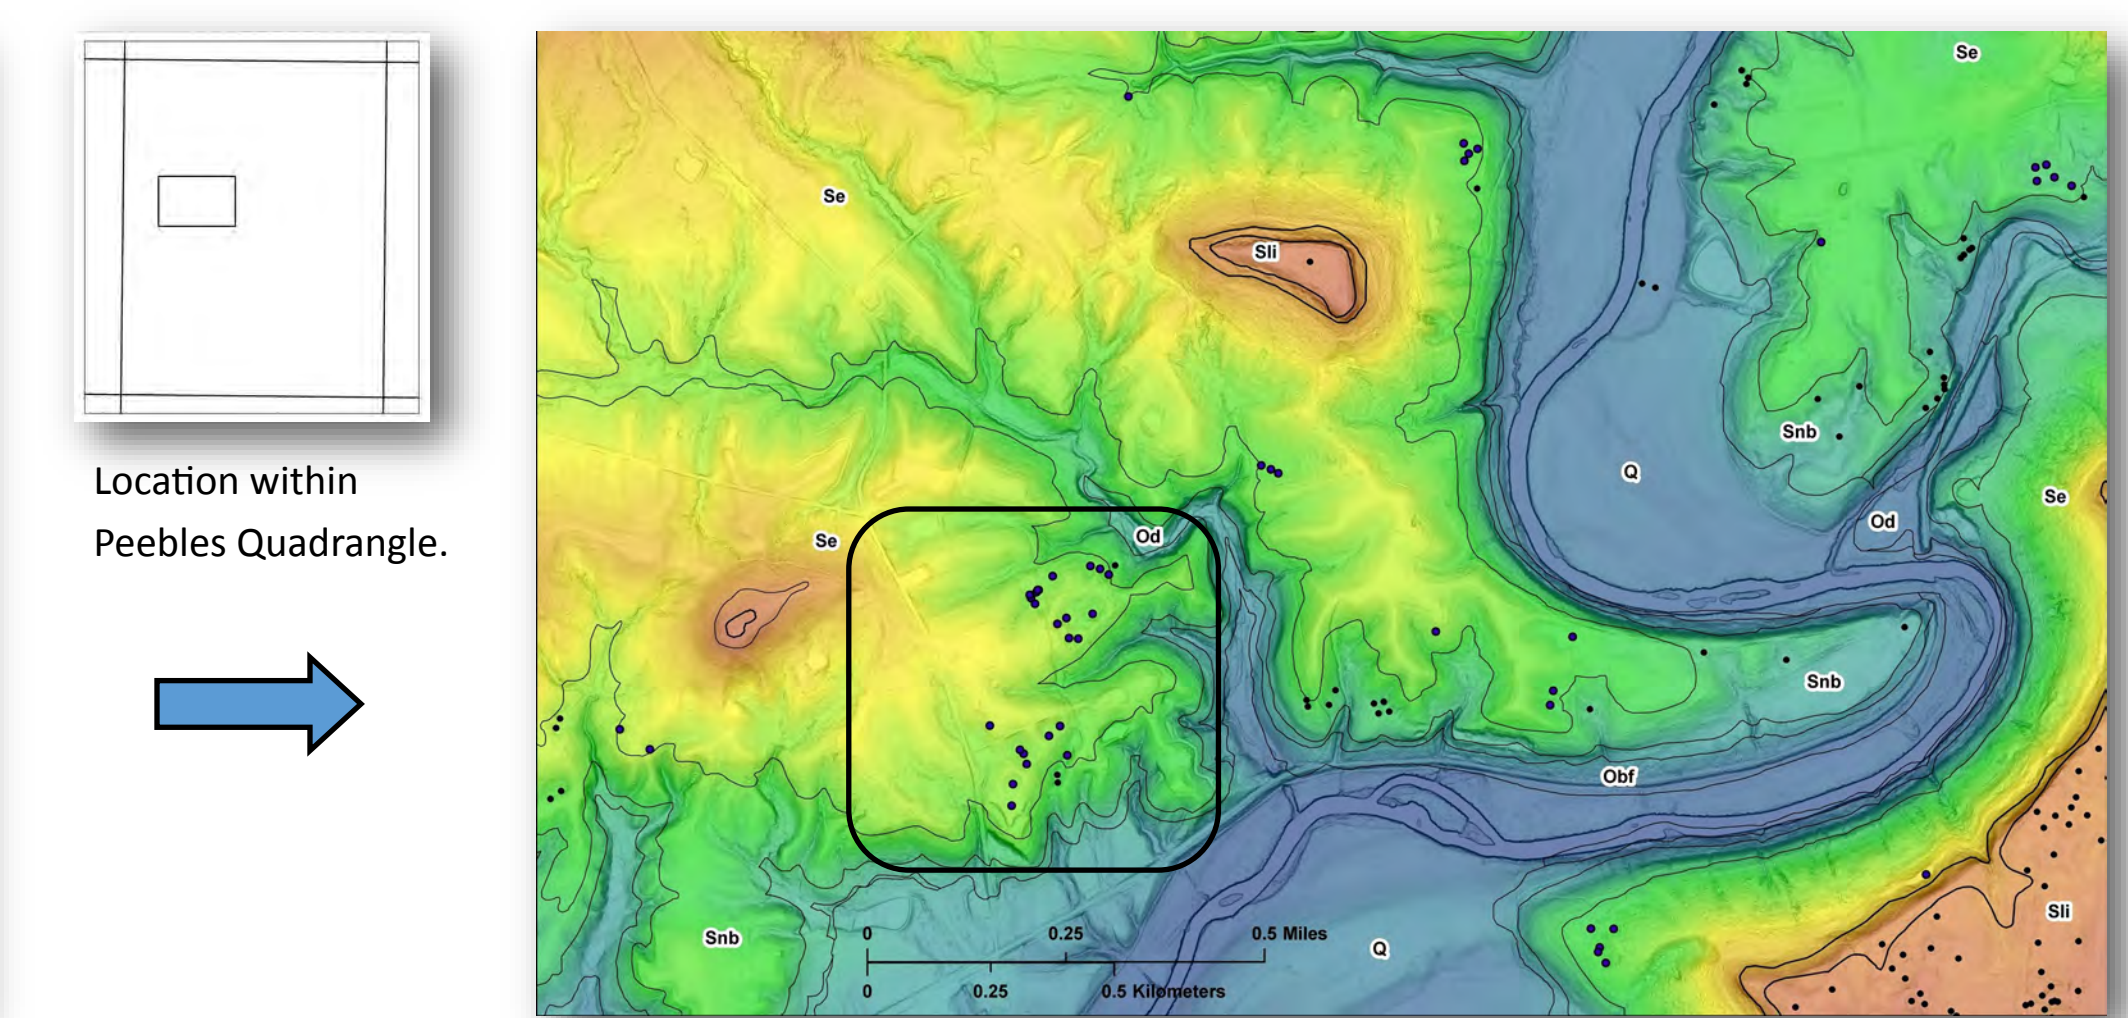 Location within
Peebles Quadrangle.
Se
Se
Sli
Snb
Q
Se
Od
Se
Od
Snb
Obf
Sli
Snb
Q
0 0.25 0.5 Miles
0 0.25 0.5 Kilometers